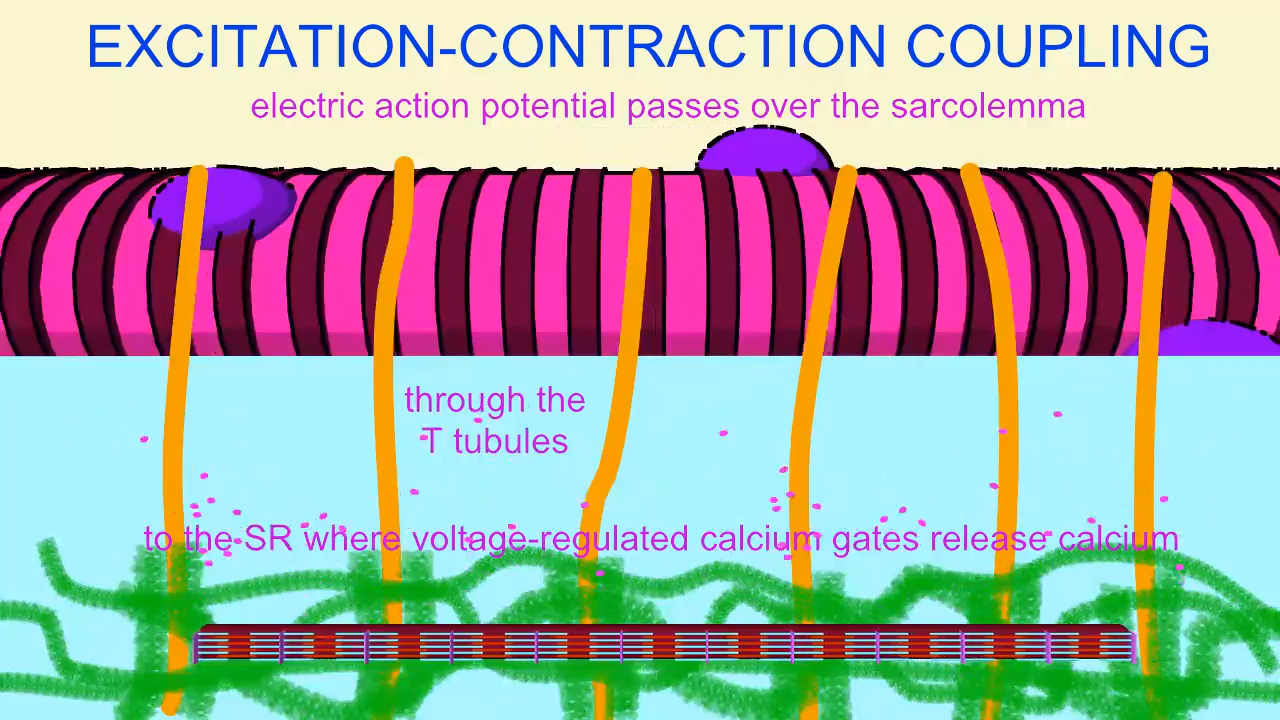 EXCITATION-CONTRACTION COUPLING
electric action potential passes over the sarcolemma
through the
T tubules
to the SR where voltage-regulated calcium gates release calcium